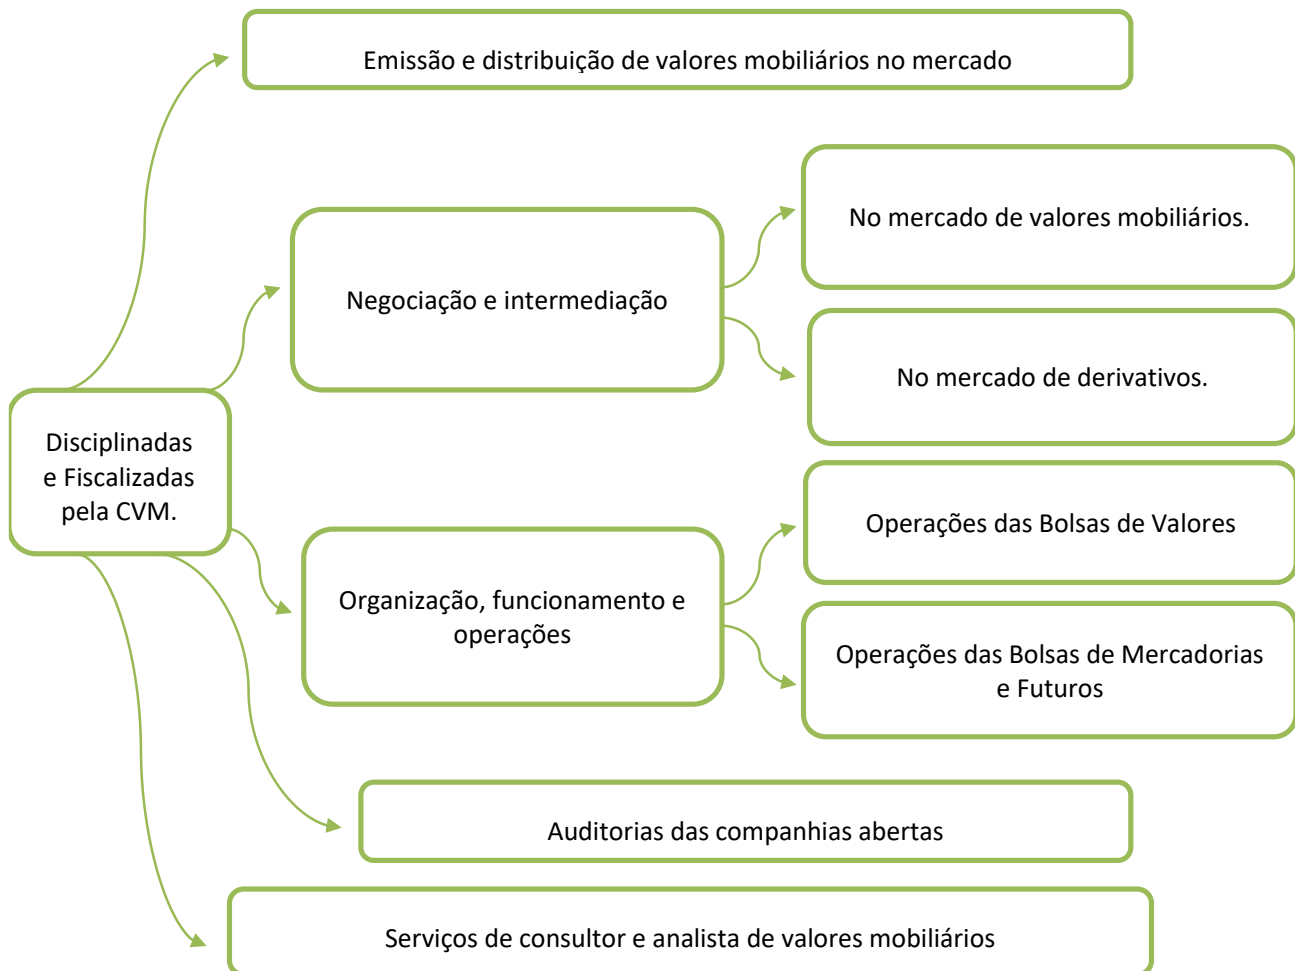 Emissão e distribuição de valores mobiliários no mercado
No mercado de valores mobiliários.
Negociação e intermediação
No mercado de derivativos.
Disciplinadas
e Fiscalizadas
pela CVM.
Operações das Bolsas de Valores
Organização, funcionamento e
operações
Operações das Bolsas de Mercadorias
e Futuros
Auditorias das companhias abertas
Serviços de consultor e analista de valores mobiliários